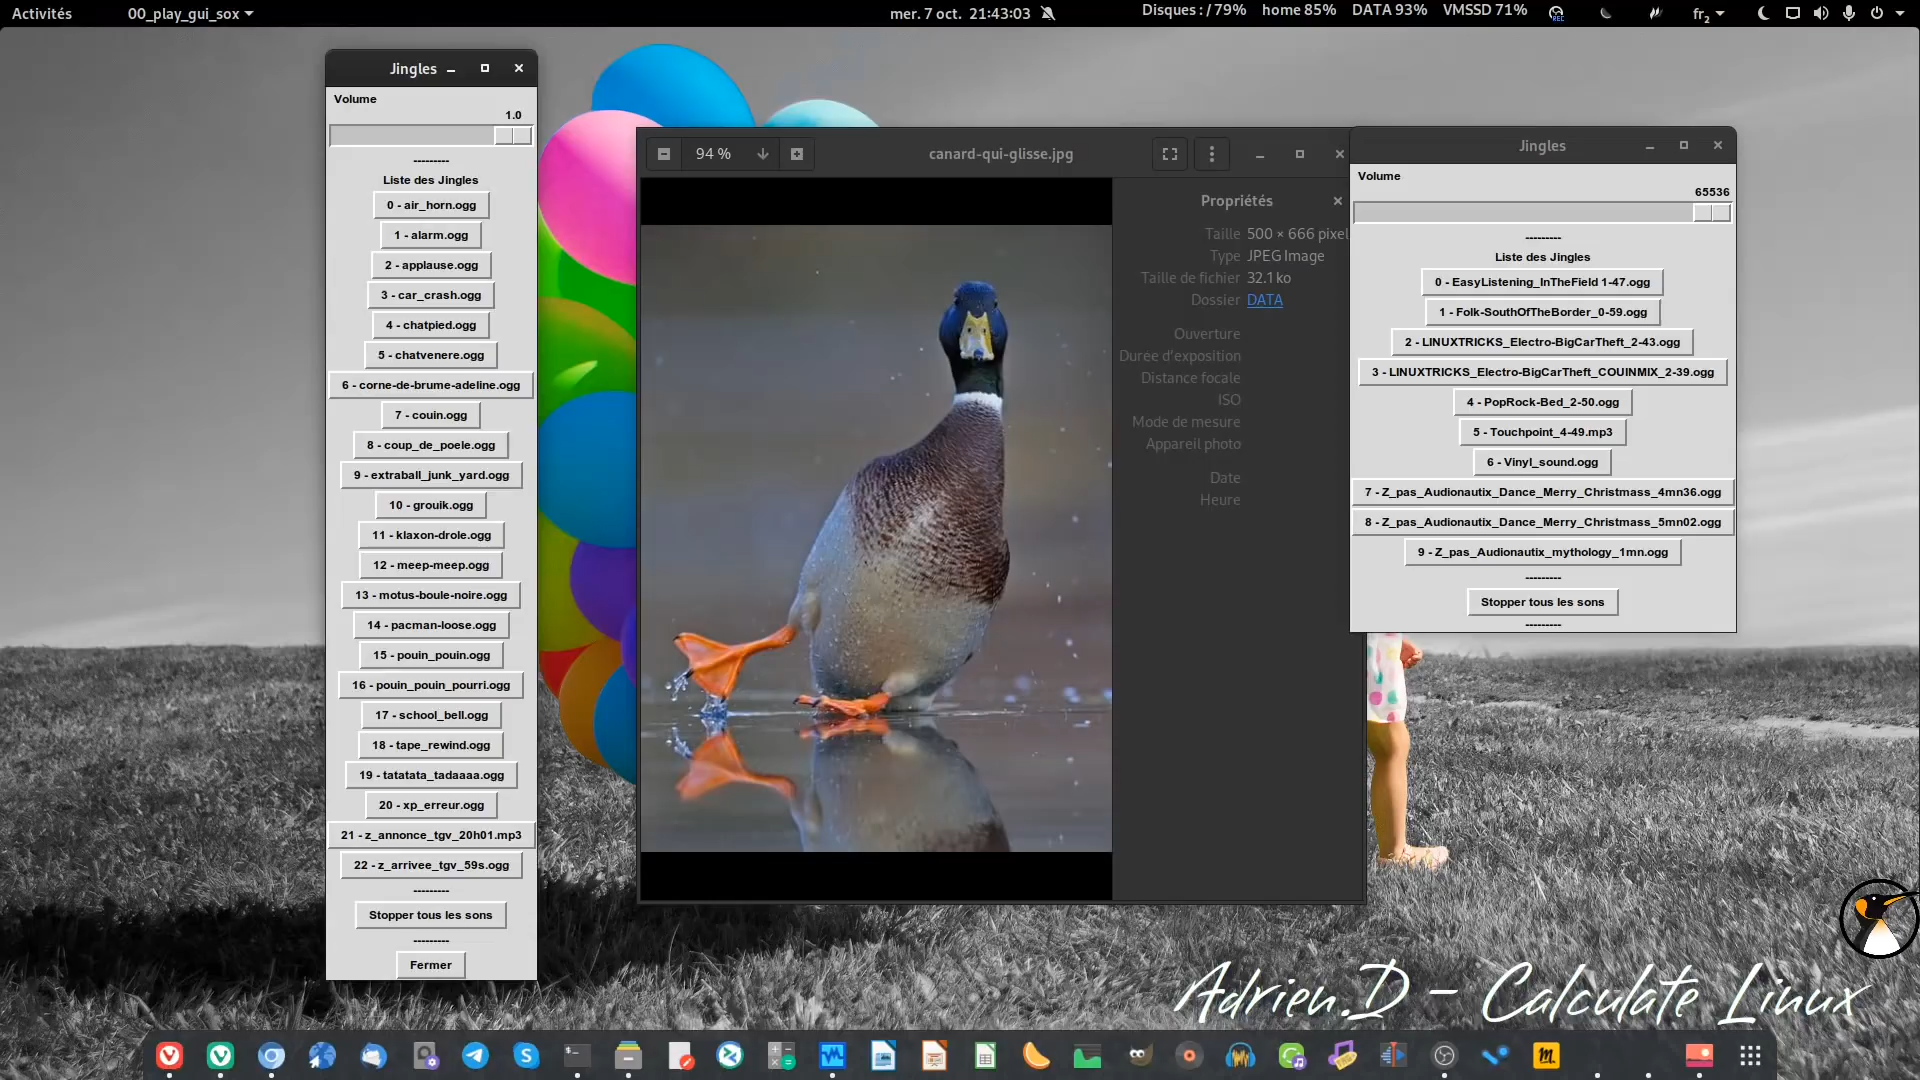 Activités
00_play_gui_sox
mer. 7 oct. 21:43:03
Disques : / 79% home 85% DATA 93% VMSSD 71%
REC
fr2
Jingles
Volume
1.0
---------
Liste des Jingles
0 - air_horn.ogg
1 - alarm.ogg
2 - applause.ogg
3 - car_crash.ogg
4 - chatpied.ogg
5 - chatvenere.ogg
6 - corne-de-brume-adeline.ogg
7 - couin.ogg
8 - coup_de_poele.ogg
9 - extraball_junk_yard.ogg
10 - grouik.ogg
11 - klaxon-drole.ogg
12 - meep-meep.ogg
13 - motus-boule-noire.ogg
14 - pacman-loose.ogg
15 - pouin_pouin.ogg
16 - pouin_pouin_pourri.ogg
17 - school_bell.ogg
18 - tape_rewind.ogg
19 - tatatata_tadaaaa.ogg
20 - xp_erreur.ogg
21 - z_annonce_tgv_20h01.mp3
22 - z_arrivee_tgv_59s.ogg
---------
Stopper tous les sons
---------
Fermer
94 %
canard-qui-glisse.jpg
Propriétés
Taille 500 × 666 pixel
Type JPEG Image
Taille de fichier 32.1 ko
Dossier DATA
Ouverture
Durée d'exposition
Distance focale
ISO
Mode de mesure
Appareil photo
Date
Heure
Jingles
Volume
65536
---------
Liste des Jingles
0 - EasyListening_InTheField 1-47.ogg
1 - Folk-SouthOfTheBorder_0-59.ogg
2 - LINUXTRICKS_Electro-BigCarTheft_2-43.ogg
3 - LINUXTRICKS_Electro-BigCarTheft_COUINMIX_2-39.ogg
4 - PopRock-Bed_2-50.ogg
5 - Touchpoint_4-49.mp3
6 - Vinyl_sound.ogg
7 - Z_pas_Audionautix_Dance_Merry_Christmass_4mn36.ogg
8 - Z_pas_Audionautix_Dance_Merry_Christmass_5mn02.ogg
9 - Z_pas_Audionautix_mythology_1mn.ogg
---------
Stopper tous les sons
---------
Adrien.D - Calculate Linux